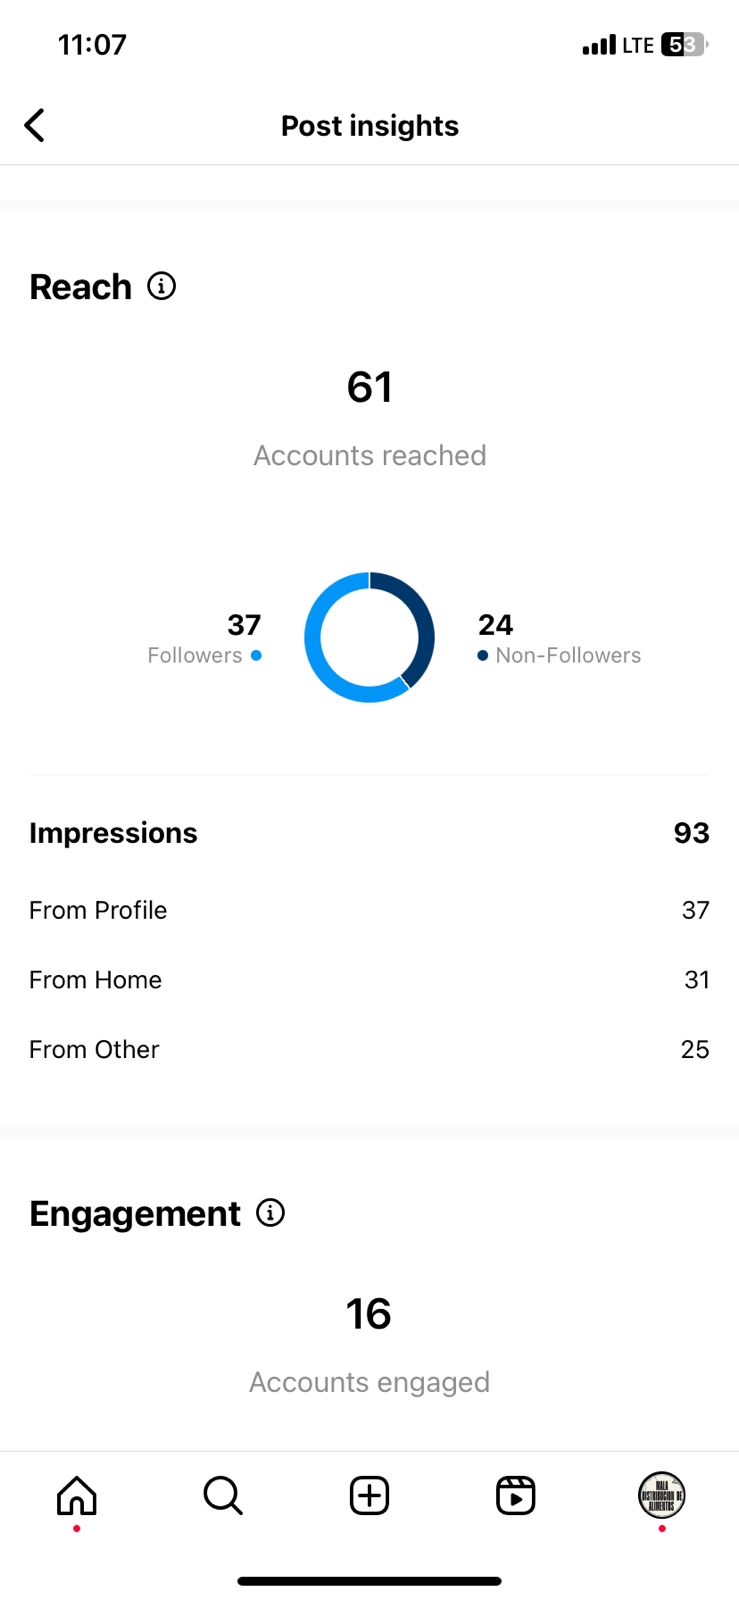 11:07 LTE 53
Post insights
Reach
61
Accounts reached
37
Followers
24
Non-Followers
Impressions 93
From Profile 37
From Home 31
From Other 25
Engagement
16
Accounts engaged
MALA
DISTRIBUCION DE
ALIMENTOS